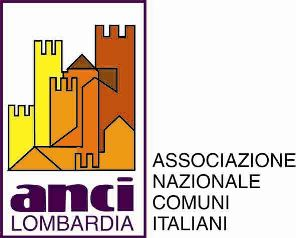 anci
LOMBARDIA
ASSOCIAZIONE
NAZIONALE
COMUNI
ITALIANI